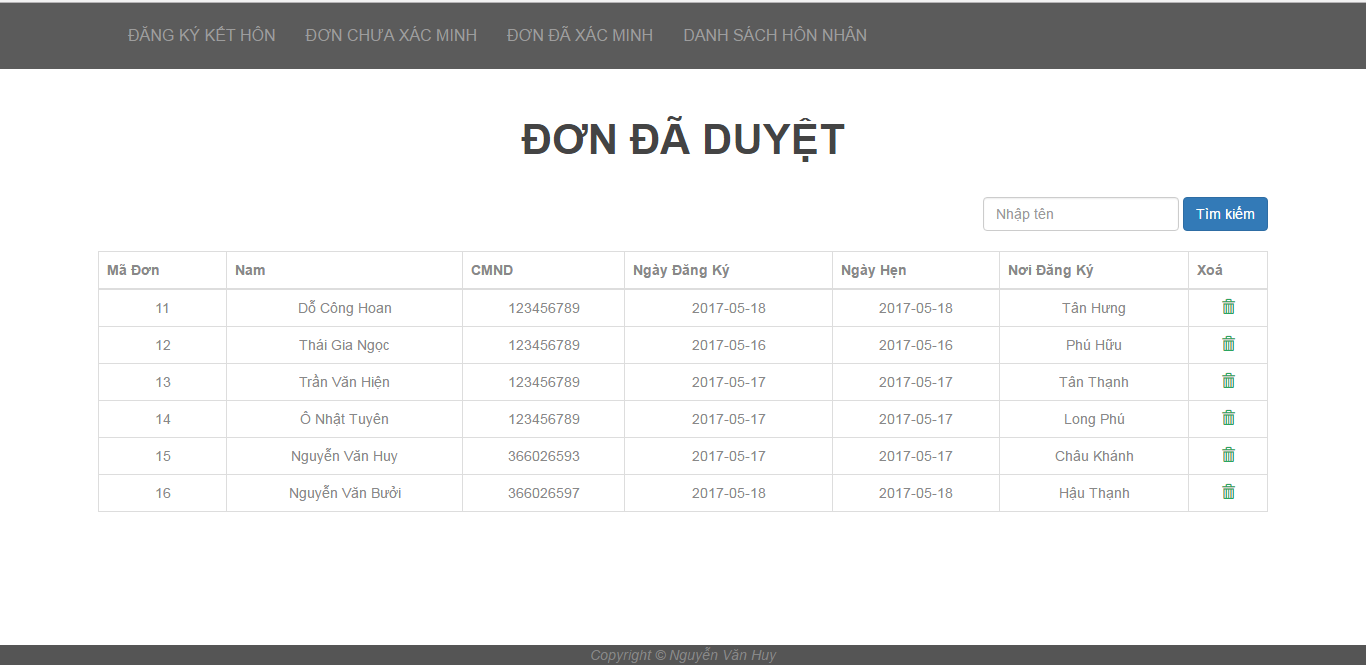 ĐĂNG KÝ KẾT HÔN ĐƠN CHƯA XÁC MINH ĐƠN ĐÃ XÁC MINH DANH SÁCH HÔN NHÂN
ĐƠN ĐÃ DUYỆT
Nhập tên Tìm kiếm
Mã Đơn Nam CMND Ngày Đăng Ký Ngày Hẹn Nơi Đăng Ký Xoá
11 Dỗ Công Hoan 123456789 2017-05-18 2017-05-18 Tân Hưng
12 Thái Gia Ngọc 123456789 2017-05-16 2017-05-16 Phú Hữu
13 Trần Văn Hiện 123456789 2017-05-17 2017-05-17 Tân Thạnh
14 Ô Nhật Tuyên 123456789 2017-05-17 2017-05-17 Long Phú
15 Nguyễn Văn Huy 366026593 2017-05-17 2017-05-17 Châu Khánh
16 Nguyễn Văn Bưởi 366026597 2017-05-18 2017-05-18 Hậu Thạnh
Copyright © Nguyễn Văn Huy